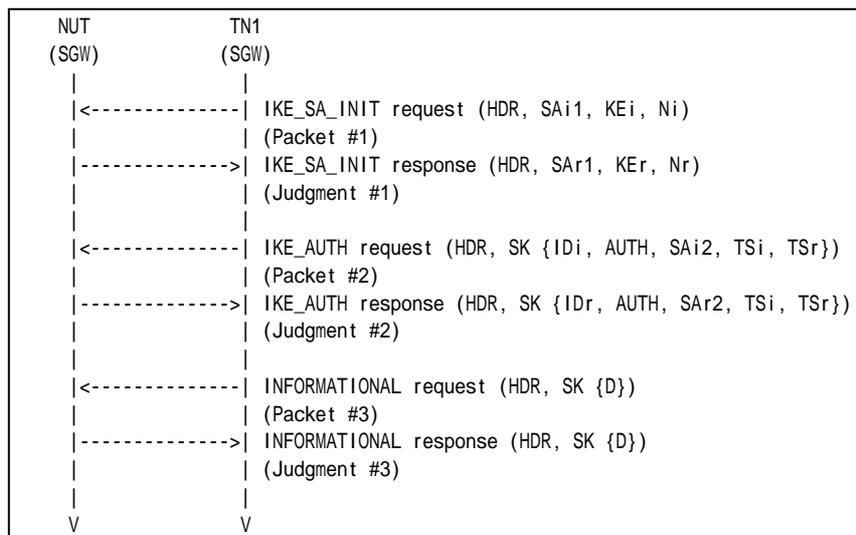 NUT TN1
(SGW) (SGW)
| |
|<--------------| IKE_SA_INIT request (HDR, SAi1, KEi, Ni)
| | (Packet #1)
|-------------->| IKE_SA_INIT response (HDR, SAr1, KEr, Nr)
| | (Judgment #1)
| |
|<--------------| IKE_AUTH request (HDR, SK {IDi, AUTH, SAi2, TSi, TSr})
| | (Packet #2)
|-------------->| IKE_AUTH response (HDR, SK {IDr, AUTH, SAr2, TSi, TSr})
| | (Judgment #2)
| |
|<--------------| INFORMATIONAL request (HDR, SK {D})
| | (Packet #3)
|-------------->| INFORMATIONAL response (HDR, SK {D})
| | (Judgment #3)
| |
V V